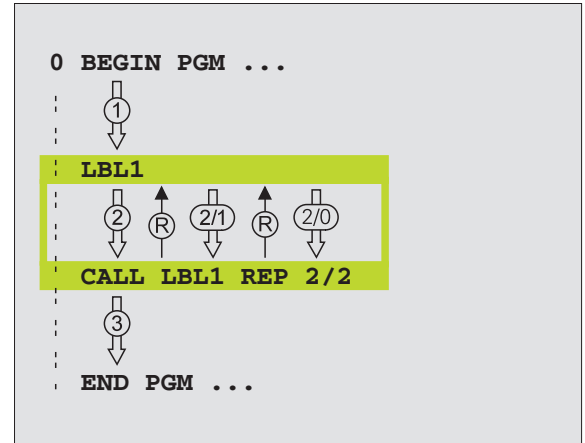 0 BEGIN PGM ...
1
LBL1
2 R 2/1 R 2/0
CALL LBL1 REP 2/2
3
END PGM ...